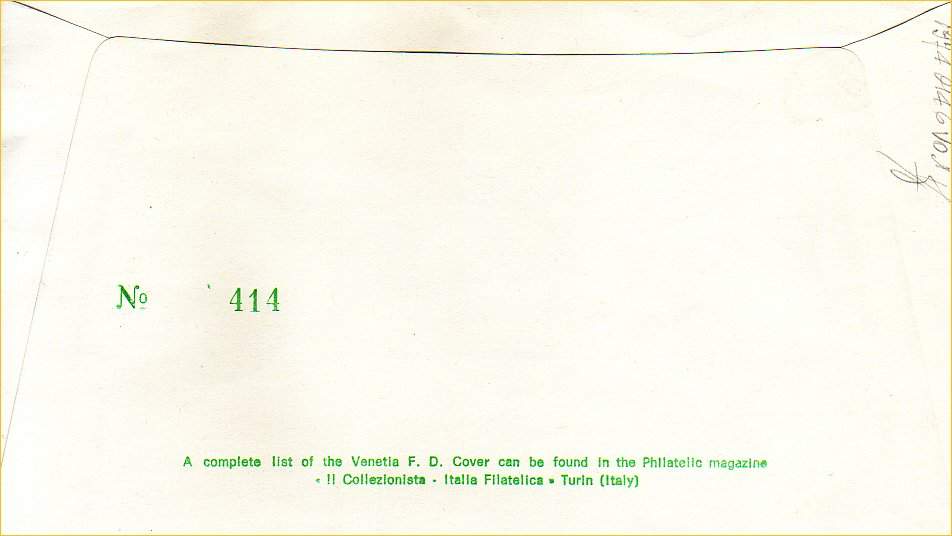 No 414
A complete list of the Venetia F. D. Cover can be found in the Philatelic magazine
« Il Collezionista - Italia Filatelica » Turin (Italy)